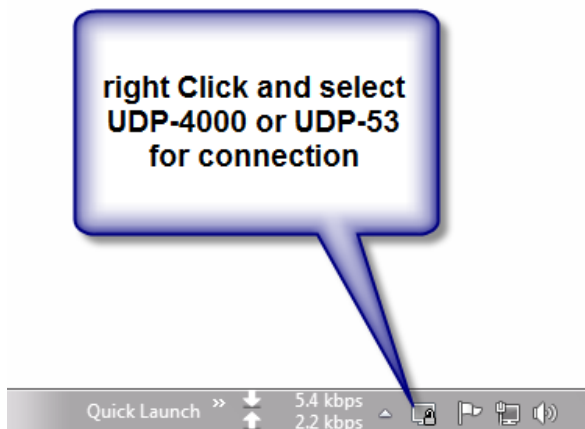 right Click and select
UDP-4000 or UDP-53
for connection
Quick Launch »
5.4 kbps
2.2 kbps